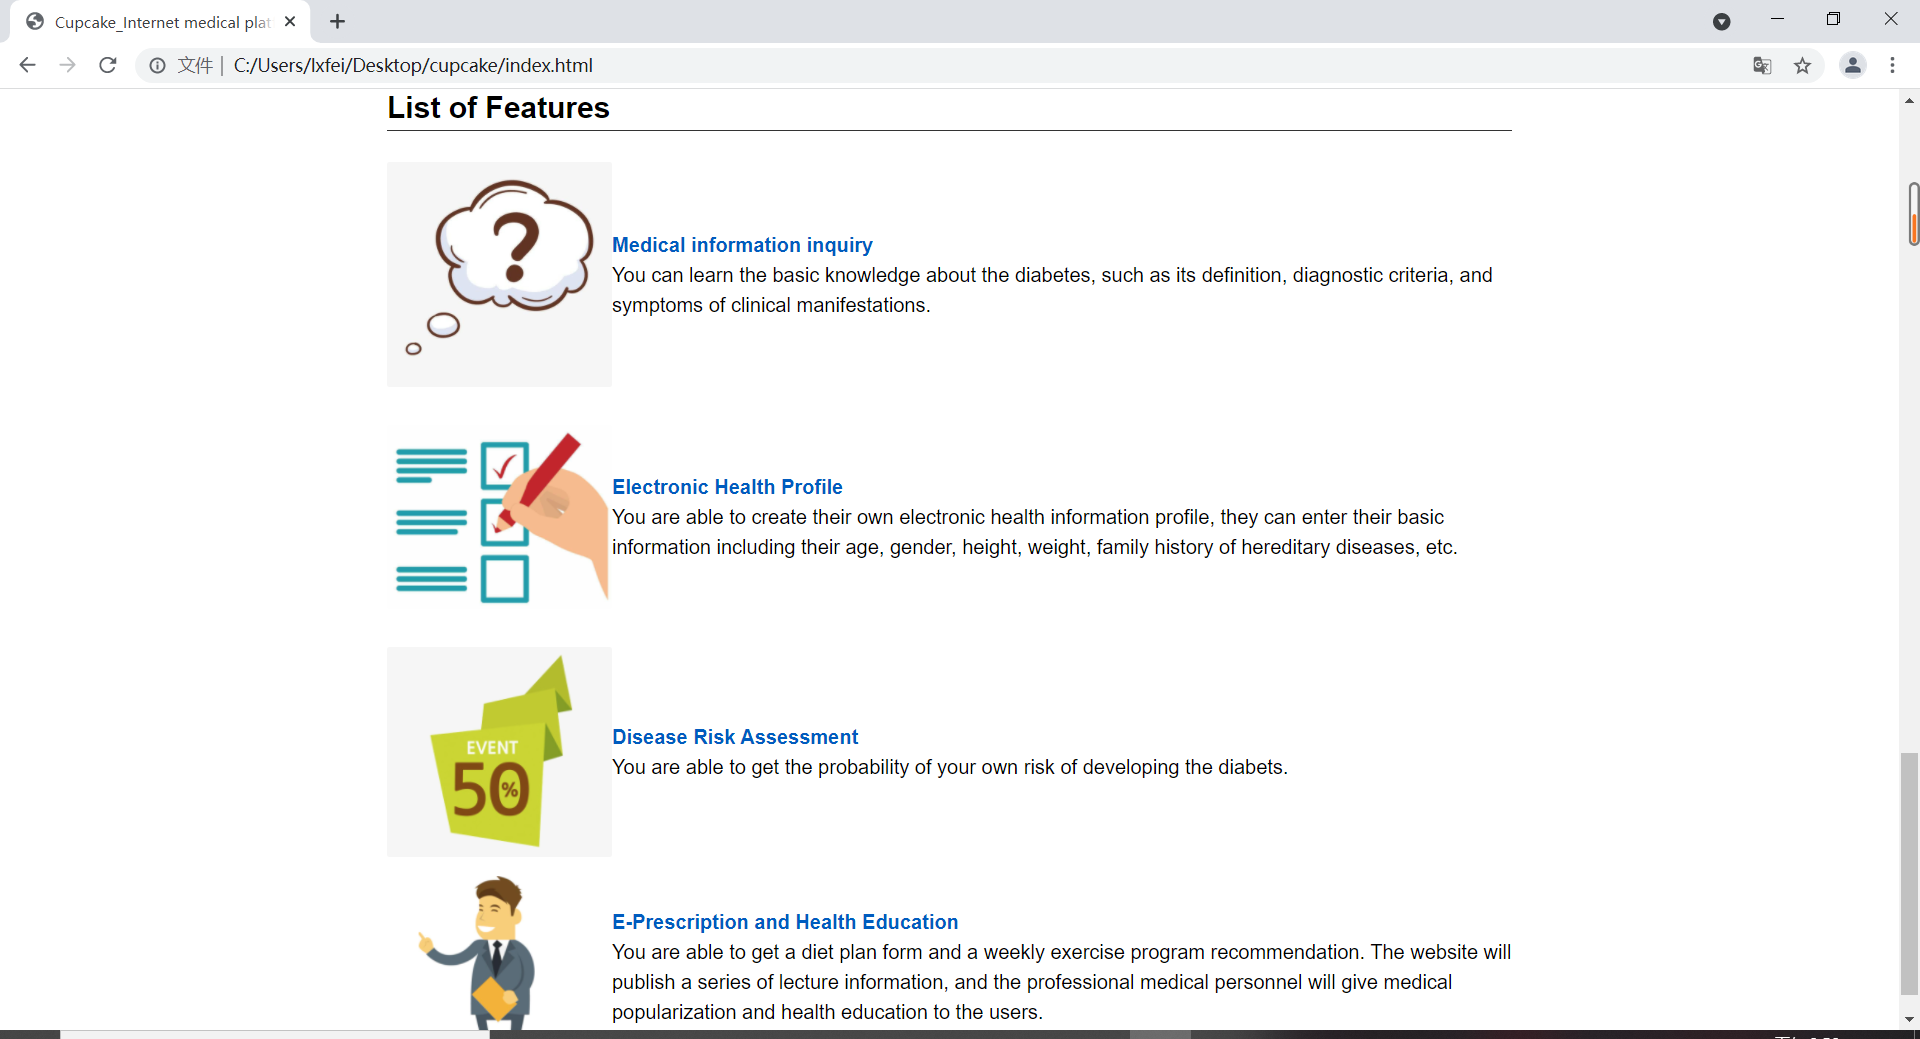 Cupcake_Internet medical plat
文件 | C:/Users/lxfei/Desktop/cupcake/index.html
List of Features
Medical information inquiry
You can learn the basic knowledge about the diabetes, such as its definition, diagnostic criteria, and
symptoms of clinical manifestations.
Electronic Health Profile
You are able to create their own electronic health information profile, they can enter their basic
information including their age, gender, height, weight, family history of hereditary diseases, etc.
EVENT
50%
Disease Risk Assessment
You are able to get the probability of your own risk of developing the diabets.
E-Prescription and Health Education
You are able to get a diet plan form and a weekly exercise program recommendation. The website will
publish a series of lecture information, and the professional medical personnel will give medical
popularization and health education to the users.